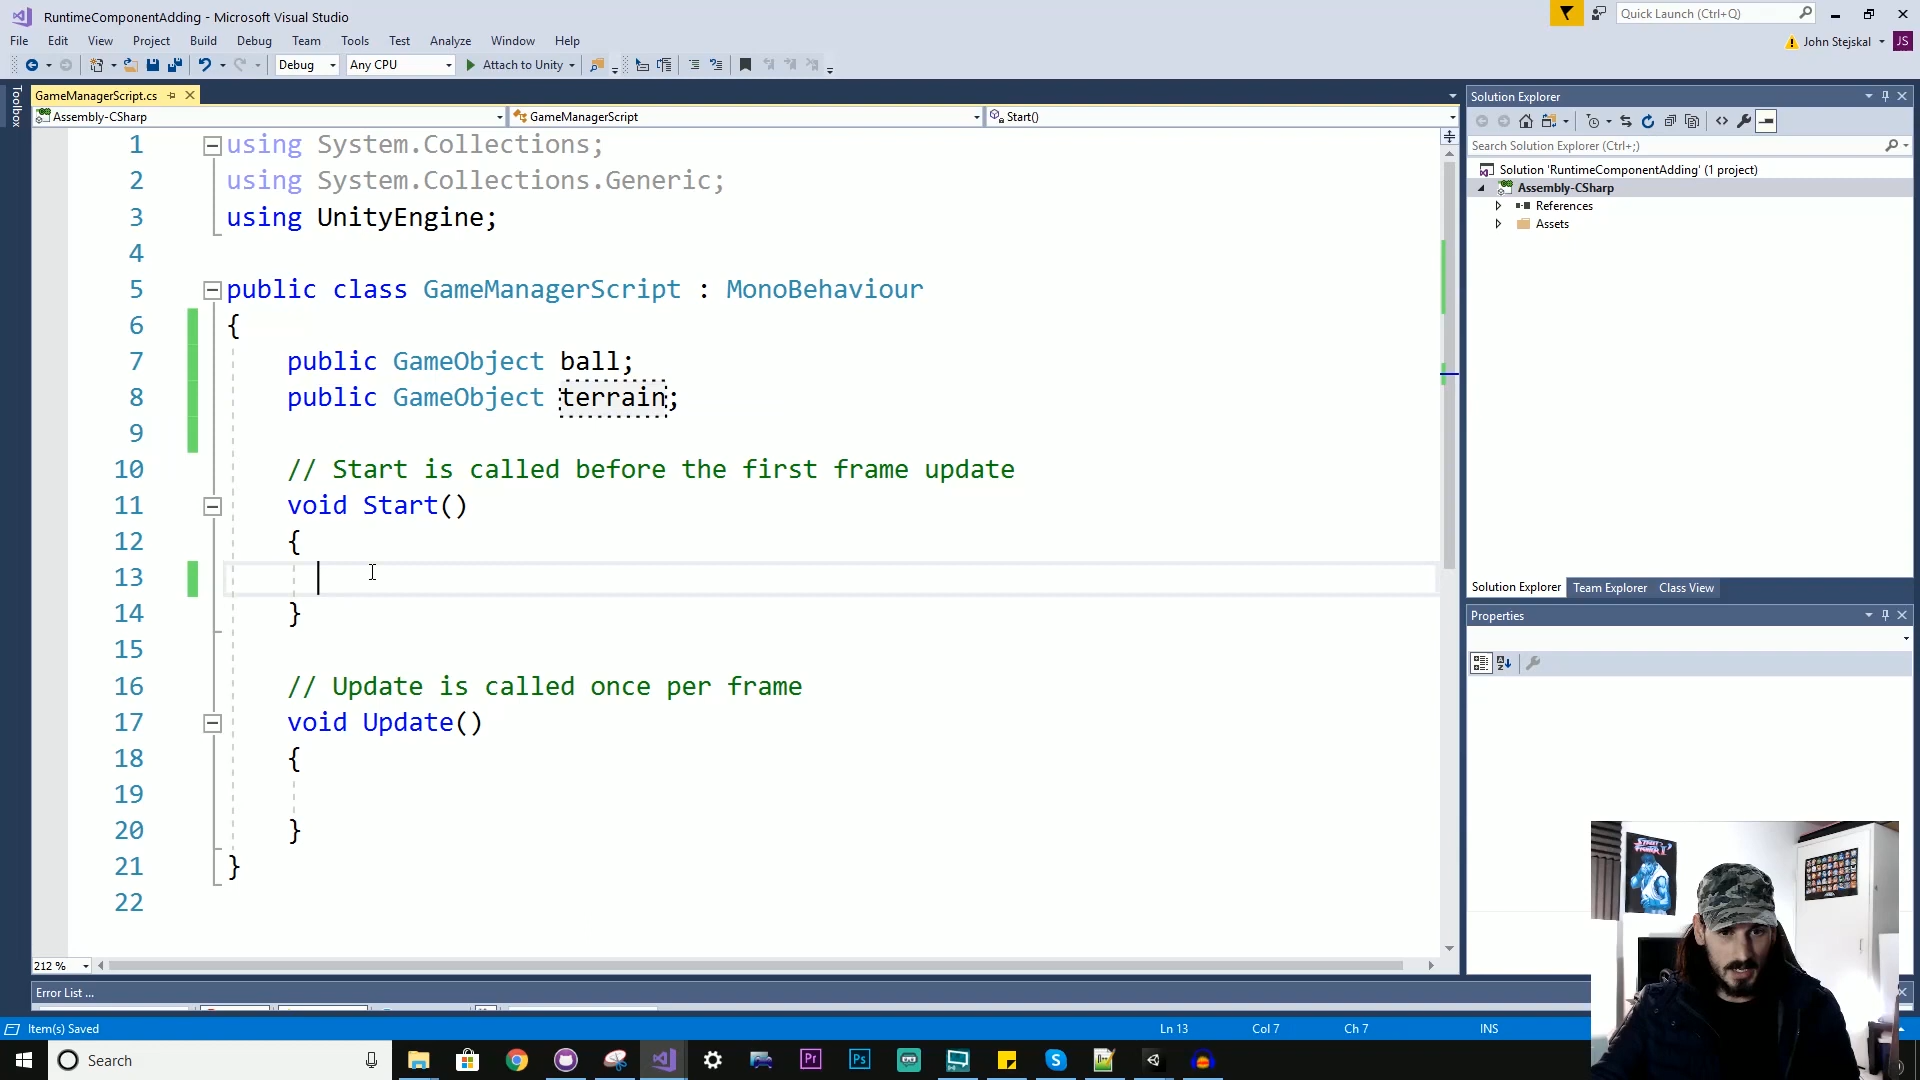 RuntimeComponentAdding - Microsoft Visual Studio
Quick Launch (Ctrl+Q)
File Edit View Project Build Debug Team Tools Test Analyze Window Help
John Stejskal JS
Debug Any CPU Attach to Unity
Toolbox
GameManagerScript.cs
Assembly-CSharp GameManagerScript Start()
1 using System.Collections;
2 using System.Collections.Generic;
3 using UnityEngine;
4
5 public class GameManagerScript : MonoBehaviour
6 {
7 public GameObject ball;
8 public GameObject terrain;
9
10 // Start is called before the first frame update
11 void Start()
12 {
13
14 }
15
16 // Update is called once per frame
17 void Update()
18 {
19
20 }
21 }
22
212 %
Error List ...
Item(s) Saved
Ln 13 Col 7 Ch 7 INS
Solution Explorer
Search Solution Explorer (Ctrl+;)
Solution 'RuntimeComponentAdding' (1 project)
Assembly-CSharp
References
Assets
Solution Explorer Team Explorer Class View
Properties
Search
Pr Ps